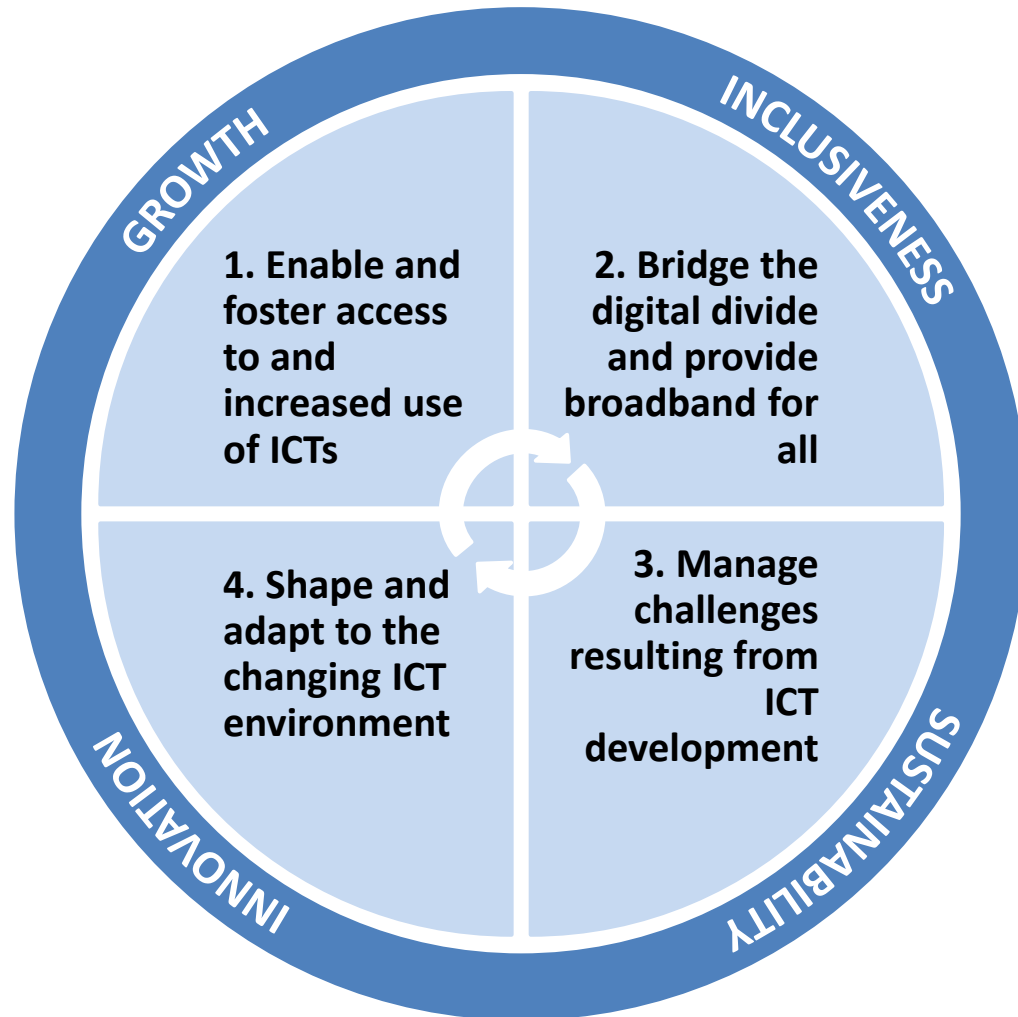 GROWTH
1. Enable and
foster access
to and
increased use
of ICTs
INCLUSIVENESS
2. Bridge the
digital divide
and provide
broadband for
all
SUSTAINABILITY
3. Manage
challenges
resulting from
ICT
development
INNOVATION
4. Shape and
adapt to the
changing ICT
environment